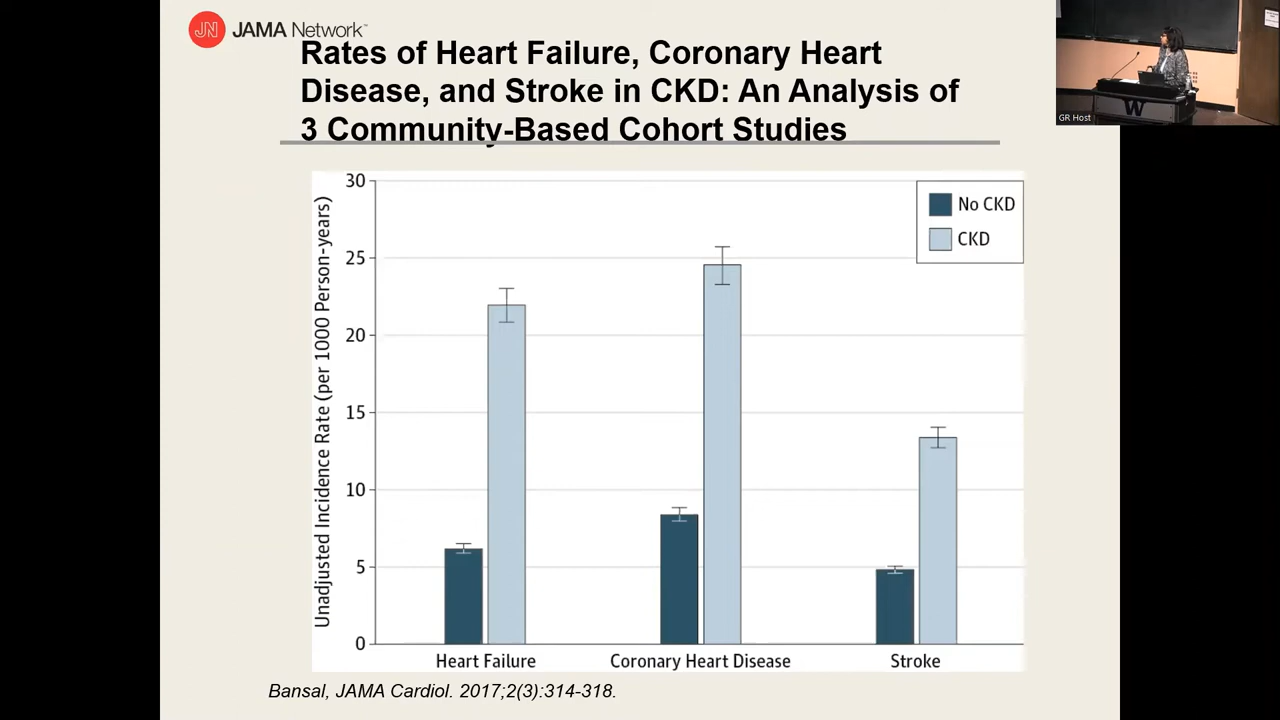 JN JAMA Network™
Rates of Heart Failure, Coronary Heart
Disease, and Stroke in CKD: An Analysis of
3 Community-Based Cohort Studies
GR Host
W
Unadjusted Incidence Rate (per 1000 Person-years)
30
25
20
15
10
5
0
No CKD
CKD
Heart Failure
Coronary Heart Disease
Stroke
Bansal, JAMA Cardiol. 2017;2(3):314-318.